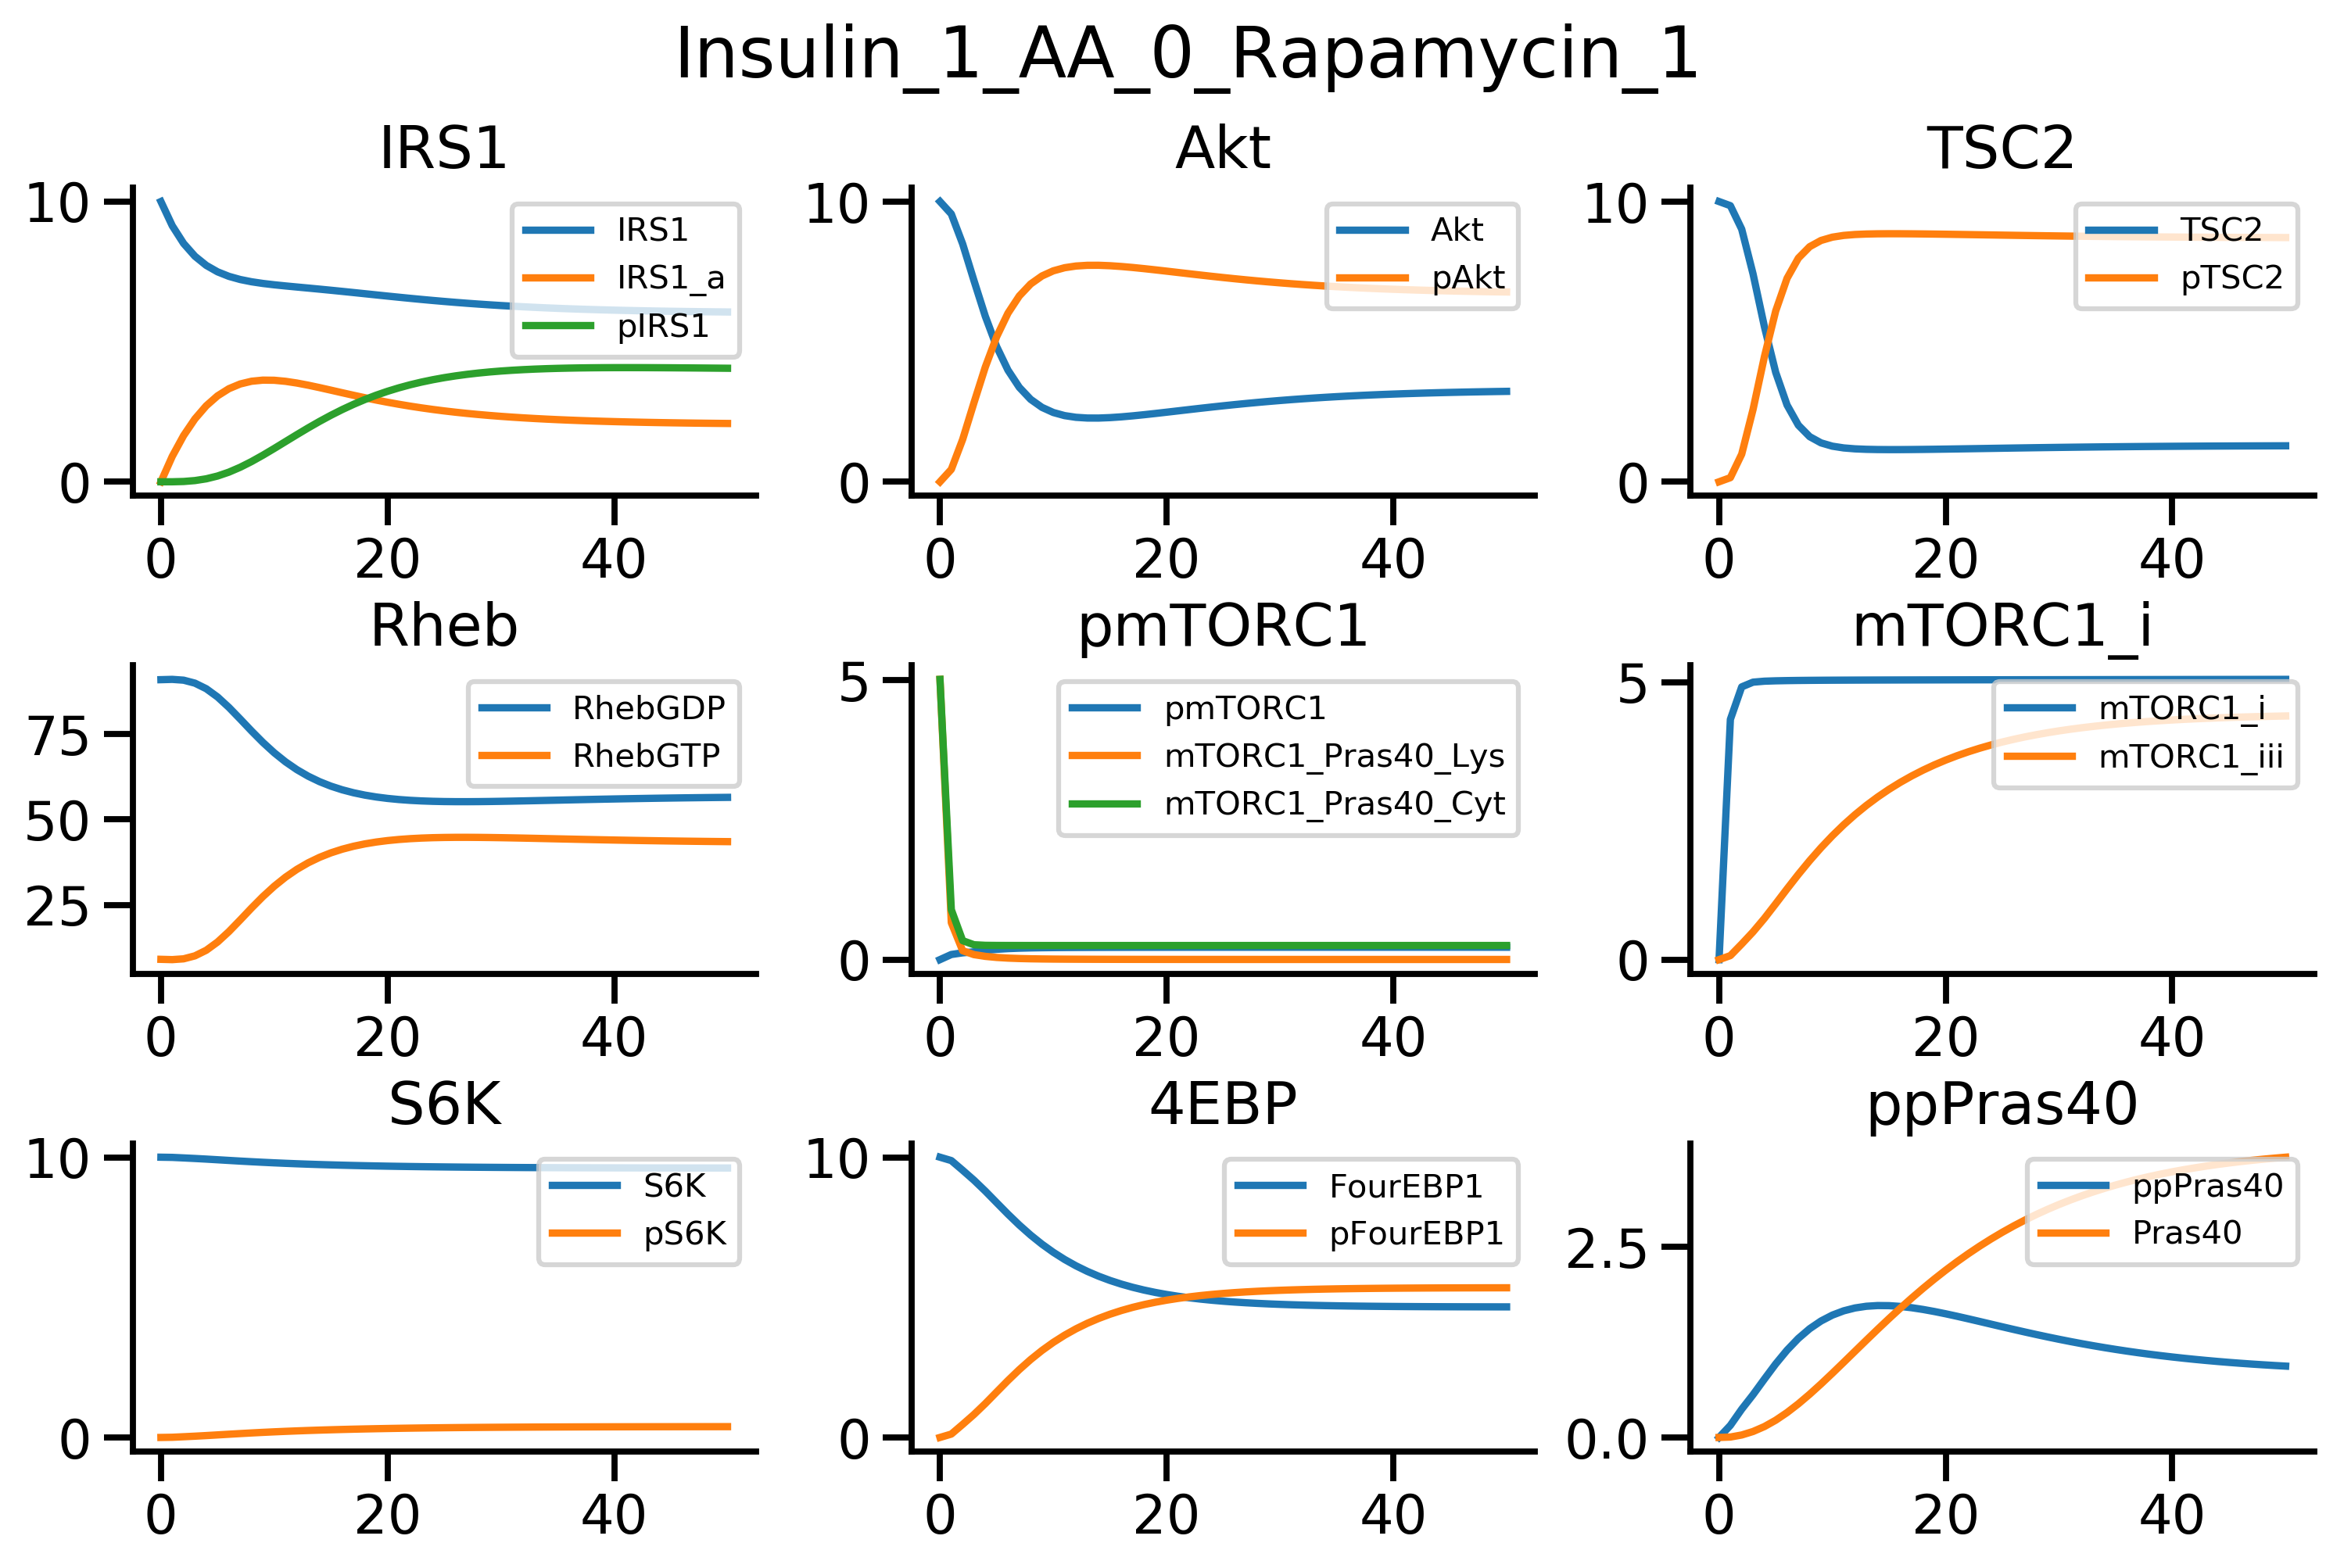 Insulin_1_AA_0_Rapamycin_1
IRS1
10
0
0 20 40
IRS1
IRS1_a
pIRS1
Akt
10
0
0 20 40
Akt
pAkt
TSC2
10
0
0 20 40
TSC2
pTSC2
Rheb
75
50
25
0 20 40
RhebGDP
RhebGTP
pmTORC1
5
0
0 20 40
pmTORC1
mTORC1_Pras40_Lys
mTORC1_Pras40_Cyt
mTORC1_i
5
0
0 20 40
mTORC1_i
mTORC1_iii
S6K
10
0
0 20 40
S6K
pS6K
4EBP
10
0
0 20 40
FourEBP1
pFourEBP1
ppPras40
2.5
0.0
0 20 40
ppPras40
Pras40